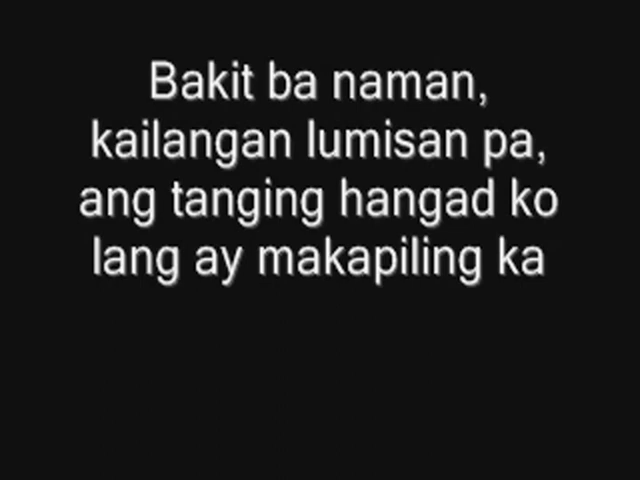 Bakit ba naman,
kailangan lumisan pa,
ang tanging hangad ko
lang ay makapiling ka